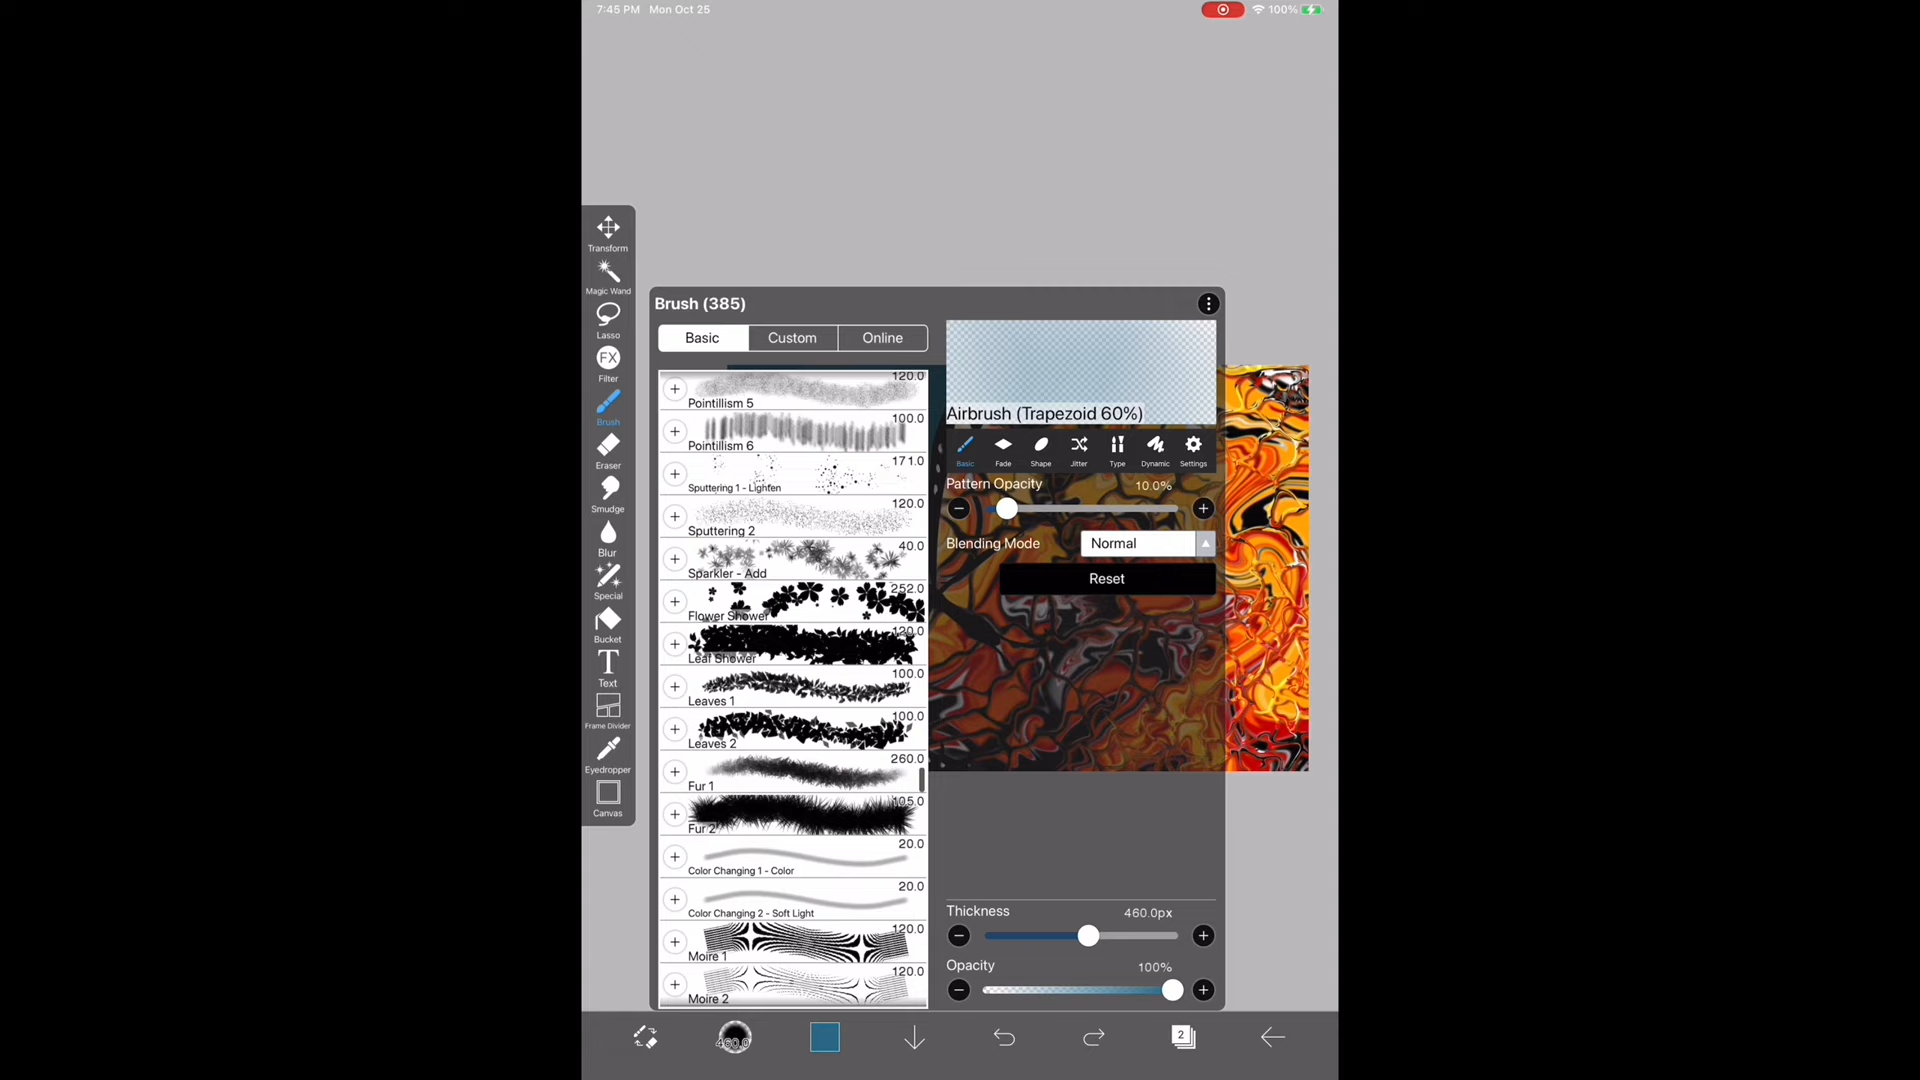 7:45 PM Mon Oct 25
100%
Transform
Magic Wand
Lasso
FX
Filter
Brush
Eraser
Smudge
Blur
Special
Bucket
T
Text
Frame Divider
Eyedropper
Canvas
Brush (385)
Basic Custom Online
120.0
Pointillism 5
100.0
Pointillism 6
171.0
Sputtering 1 - Lighten
120.0
Sputtering 2
40.0
Sparkler - Add
252.0
Flower Shower
120.0
Leaf Shower
100.0
Leaves 1
100.0
Leaves 2
260.0
Fur 1
105.0
Fur 2
20.0
Color Changing 1 - Color
20.0
Color Changing 2 - Soft Light
120.0
Moire 1
120.0
Moire 2
Airbrush (Trapezoid 60%)
Basic Fade Shape Jitter Type Dynamic Settings
Pattern Opacity 10.0%
Blending Mode Normal
Reset
Thickness 460.0px
Opacity 100%
460.0
2